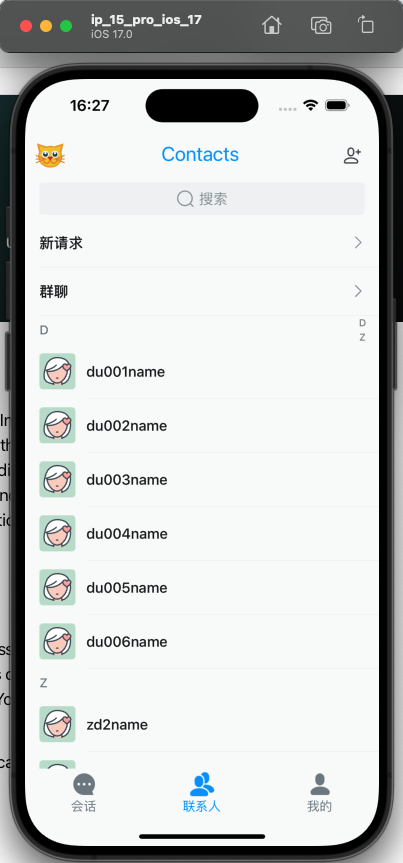 ip_15_pro_ios_17
iOS 17.0
16:27
Contacts
搜索
新请求
群聊
D
D
Z
du001name
du002name
du003name
du004name
du005name
du006name
Z
zd2name
会话
联系人
我的